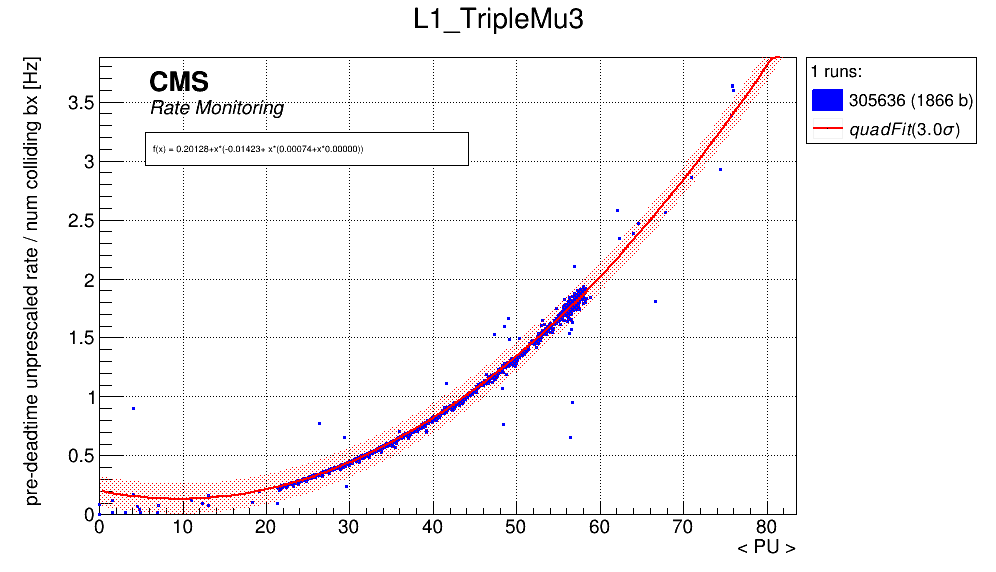 L1_TripleMu3
pre-deadtime unprescaled rate / num colliding bx [Hz]
CMS
Rate Monitoring
f(x) = 0.20128+x*(-0.01423+ x*(0.00074+x*0.00000))
1 runs:
305636 (1866 b)
quadFit(3.0σ)
3.5
3
2.5
2
1.5
1
0.5
0
0 10 20 30 40 50 60 70 80
< PU >